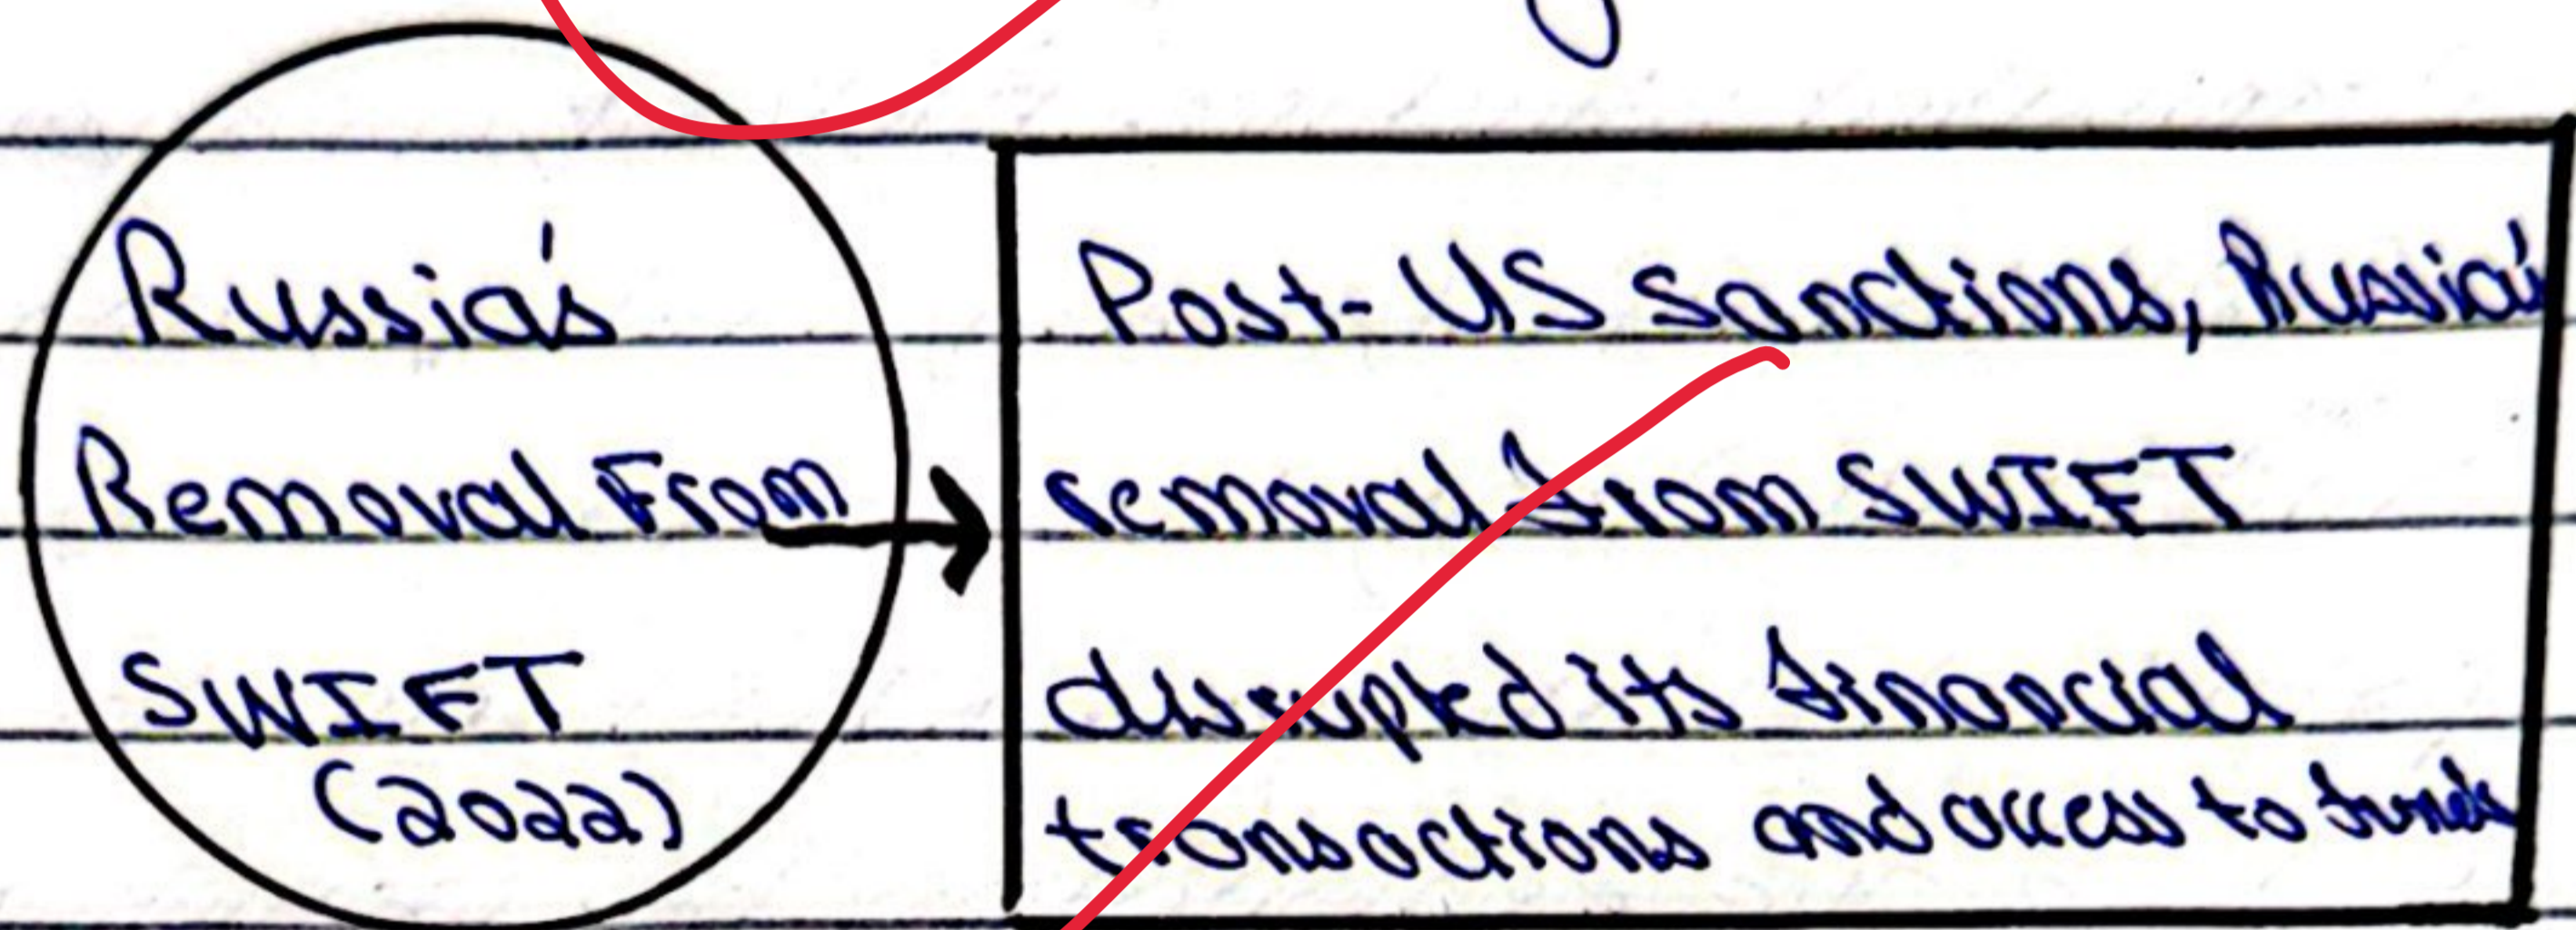 Russia's
Removal From
SWIFT
(2022)
Post-US Sanctions, Russia's
removal from SWIFT
disrupted its financial
transactions and access to funds